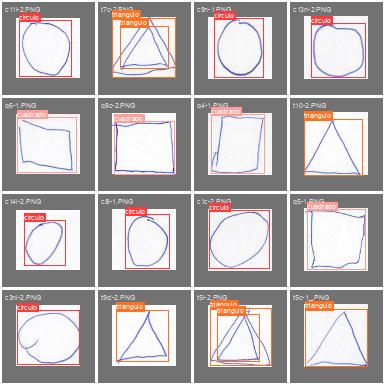 c11l-2.PNG
circulo
t7c-2.PNG
triangulo
triangulo
c9n-1.PNG
circulo
c13n-2.PNG
circulo
q6-1.PNG
cuadrado
q8c-2.PNG
cuadrado
q4-1.PNG
cuadrado
t10-2.PNG
triangulo
c14l-2.PNG
circulo
c8-1.PNG
circulo
c1c-2.PNG
circulo
q5-1.PNG
cuadrado
c3nl-2.PNG
circulo
t9d-2.PNG
triangulo
t5l-2.PNG
triangulo
triangulo
t5c-1_.PNG
triangulo